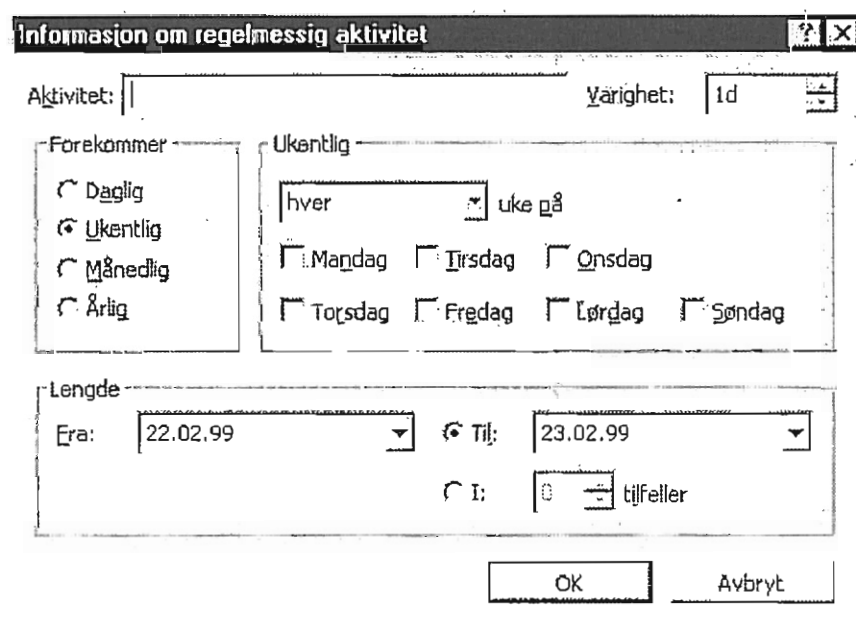 Informasjon om regelmessig aktivitet
Aktivitet: Varighet: 1d
Forekommer Ukentlig
Daglig hver uke på
Ukentlig
Månedlig Mandag Tirsdag Onsdag
Årlig Torsdag Fredag Lørdag Søndag
Lengde
Fra: 22.02.99 Til: 23.02.99
I: 0 tilfeller
OK Avbryt